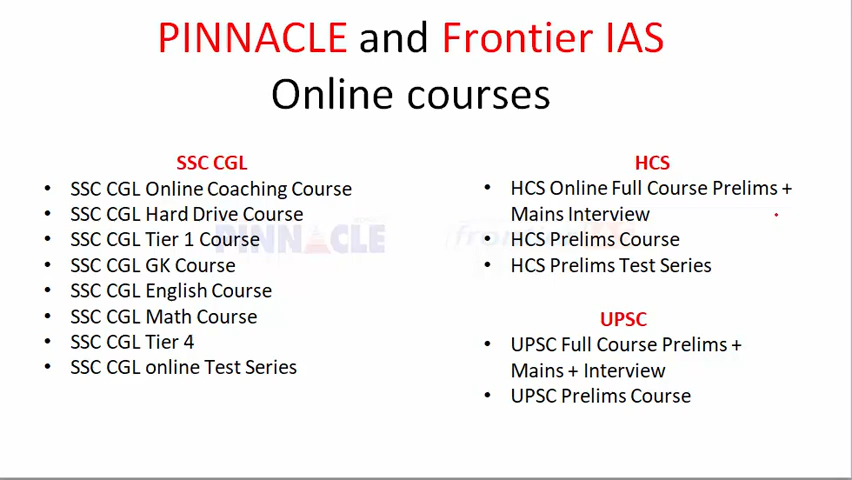 PINNACLE and Frontier IAS
Online courses
SSC CGL
• SSC CGL Online Coaching Course
• SSC CGL Hard Drive Course
• SSC CGL Tier 1 Course
• SSC CGL GK Course
• SSC CGL English Course
• SSC CGL Math Course
• SSC CGL Tier 4
• SSC CGL online Test Series
HCS
• HCS Online Full Course Prelims +
Mains Interview
• HCS Prelims Course
• HCS Prelims Test Series
UPSC
• UPSC Full Course Prelims +
Mains + Interview
• UPSC Prelims Course
PINNACLE